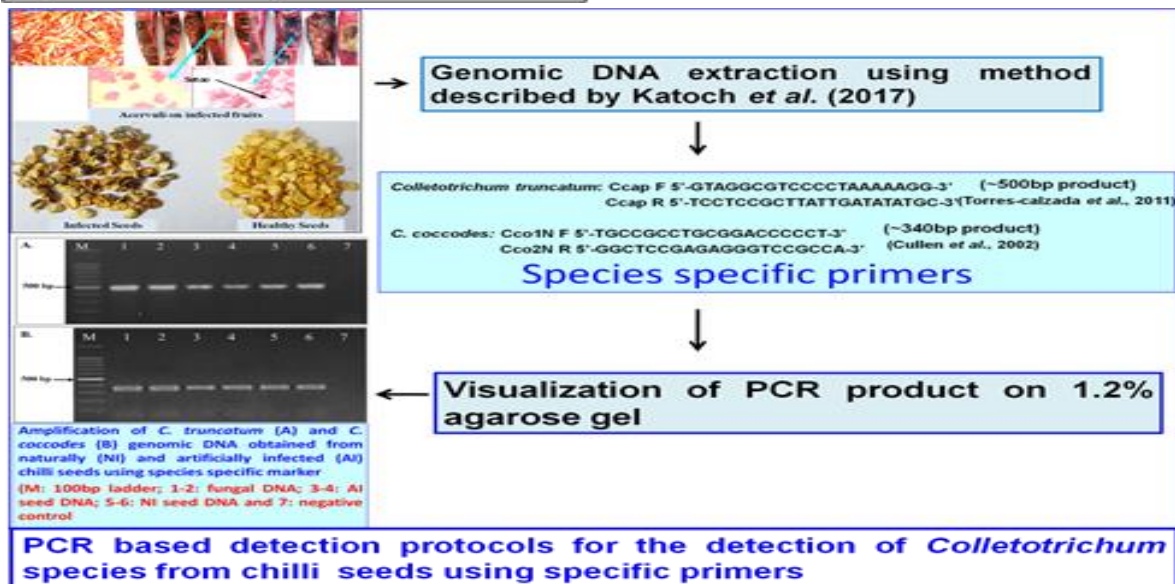 Setae
Acervuli on infected fruits
Infected Seeds
Healthy Seeds
Genomic DNA extraction using method
described by Katoch et al. (2017)
Colletotrichum truncatum: Ccap F 5'-GTAGGCGTCCCCTAAAAAGG-3' (~500bp product)
Ccap R 5'-TCCTCCGCTTATTGATATATGC-3' (Torres-calzada et al., 2011)
C. coccodes: Cco1N F 5'-TGCCGCCTGCGGACCCCCT-3' (~340bp product)
Cco2N R 5'-GGCTCCGAGAGGGTCCGCCA-3' (Cullen et al., 2002)
Species specific primers
Visualization of PCR product on 1.2%
agarose gel
A. M 1 2 3 4 5 6 7
500 bp
B. M 1 2 3 4 5 6 7
500 bp
Amplification of C. truncatum (A) and C.
coccodes (B) genomic DNA obtained from
naturally (NI) and artificially infected (AI)
chilli seeds using species specific marker
(M: 100bp ladder; 1-2: fungal DNA; 3-4: AI
seed DNA; 5-6: NI seed DNA and 7: negative
control
PCR based detection protocols for the detection of Colletotrichum
species from chilli seeds using specific primers